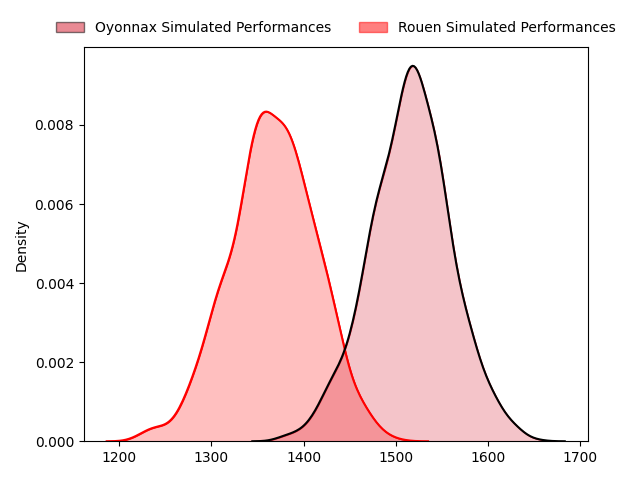 Oyonnax Simulated Performances
Rouen Simulated Performances
Density
0.008
0.006
0.004
0.002
0.000
1200 1300 1400 1500 1600 1700